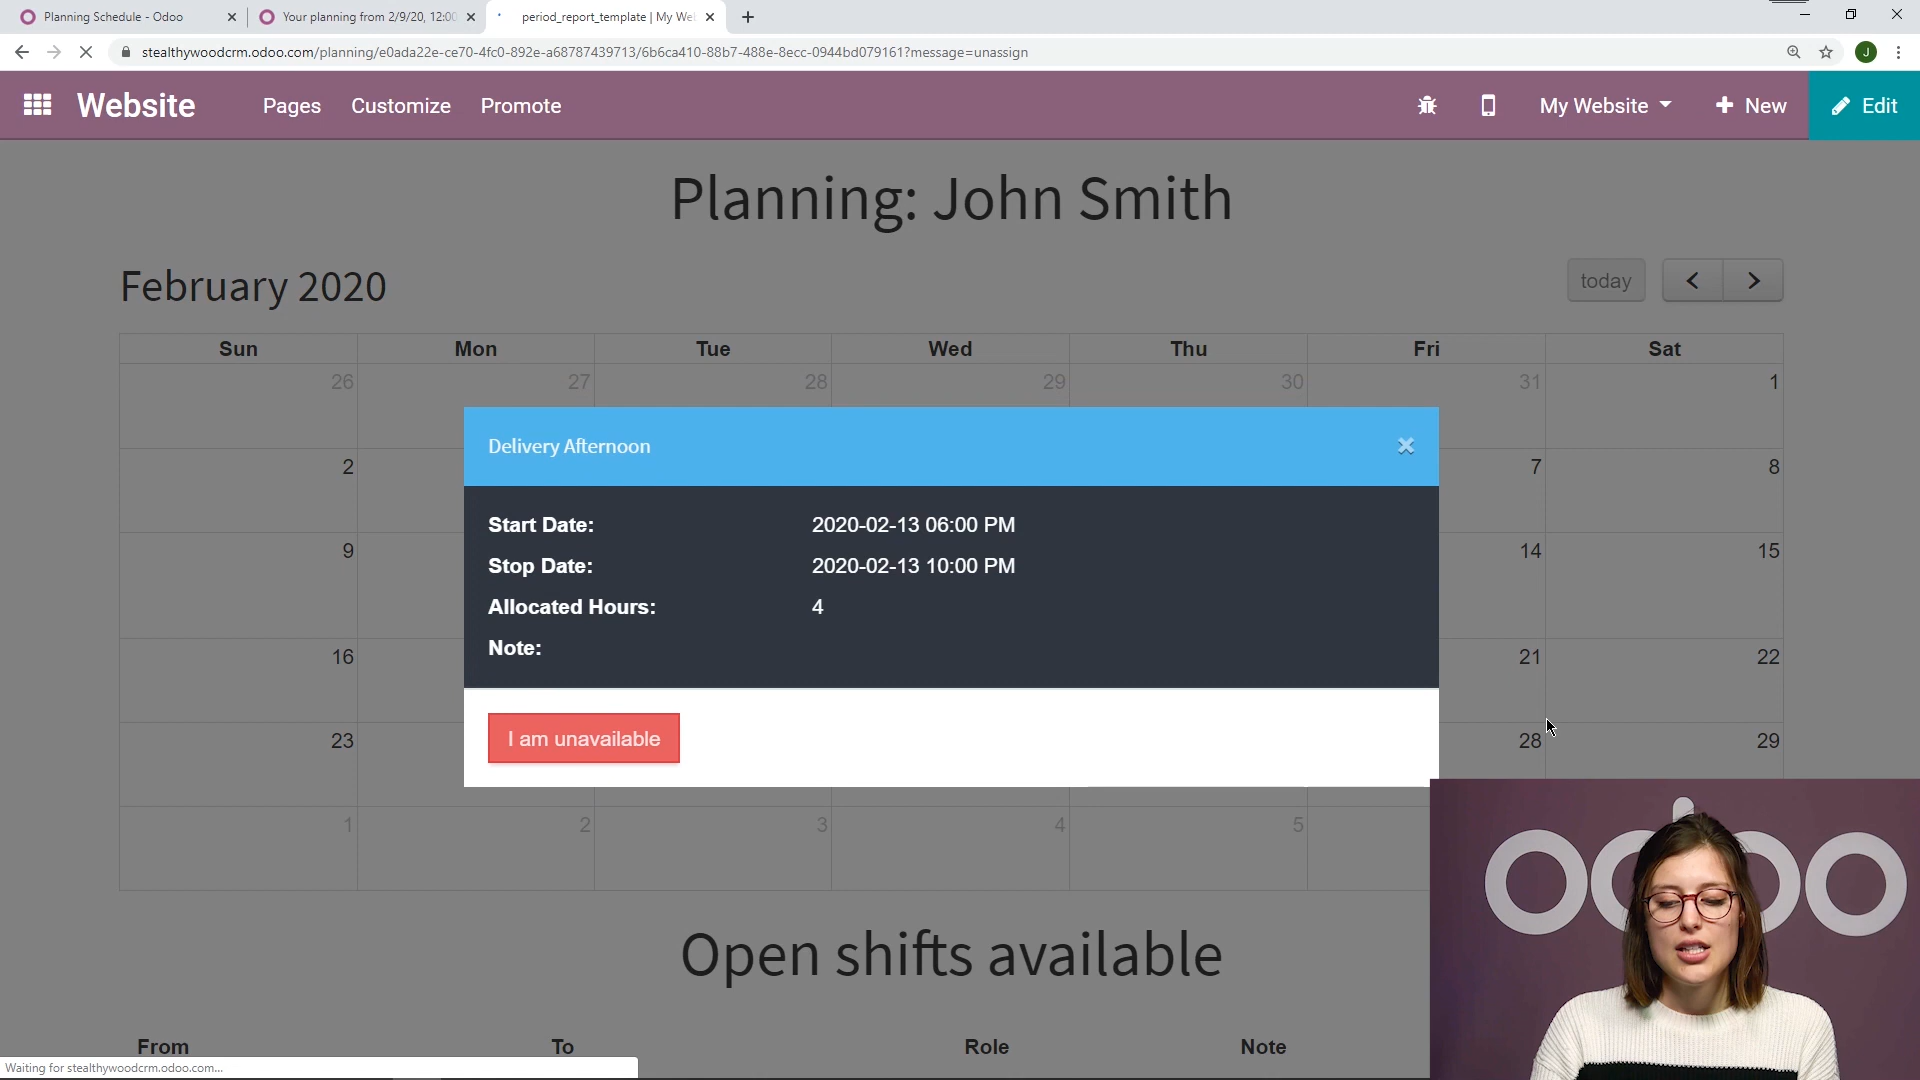 Planning Schedule - Odoo
Your planning from 2/9/20, 12:00
period_report_template | My We
stealthywoodcrm.odoo.com/planning/e0ada22e-ce70-4fc0-892e-a68787439713/6b6ca410-88b7-488e-8ecc-0944bd079161?message=unassign
J
Website
Pages
Customize
Promote
My Website
New
Edit
Planning: John Smith
February 2020
today
Sun Mon Tue Wed Thu Fri Sat
26 27 28 29 30 31 1
2 7 8
9 14 15
16 21 22
23 28 29
1 2 3 4 5
Delivery Afternoon
Start Date: 2020-02-13 06:00 PM
Stop Date: 2020-02-13 10:00 PM
Allocated Hours: 4
Note:
I am unavailable
Open shifts available
From To Role Note
Waiting for stealthywoodcrm.odoo.com...
odoo